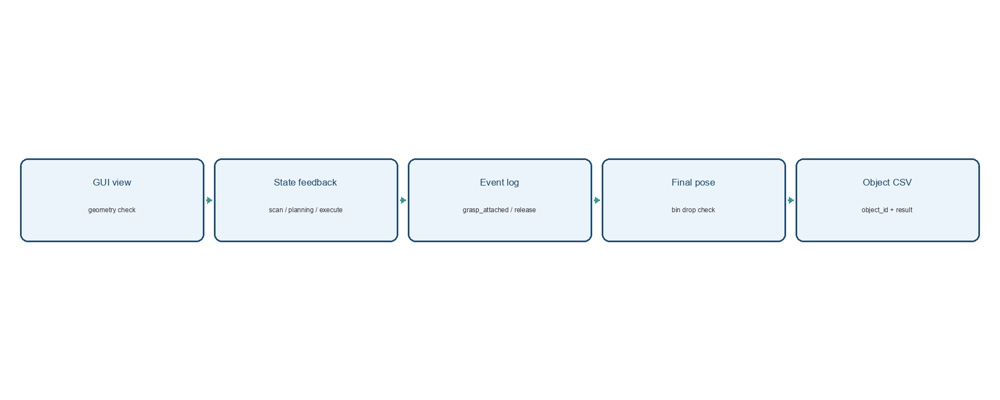 GUI view
geometry check
State feedback
scan / planning / execute
Event log
grasp_attached / release
Final pose
bin drop check
Object CSV
object_id + result